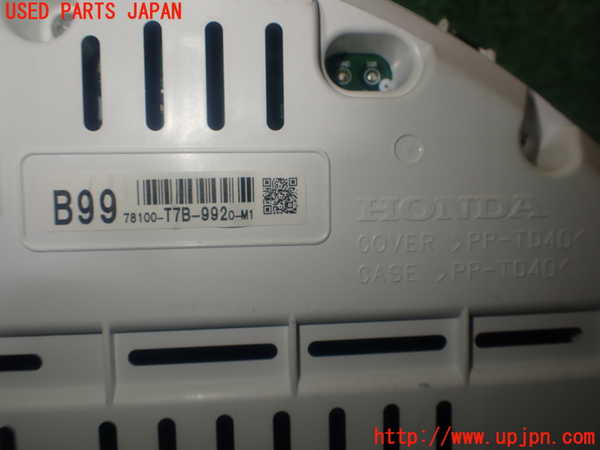 USED PARTS JAPAN
B99
78100-T7B-9920-M1
HONDA
COVER >PP-TD40<
CASE >PP-TD40<
http://www.upjpn.com/